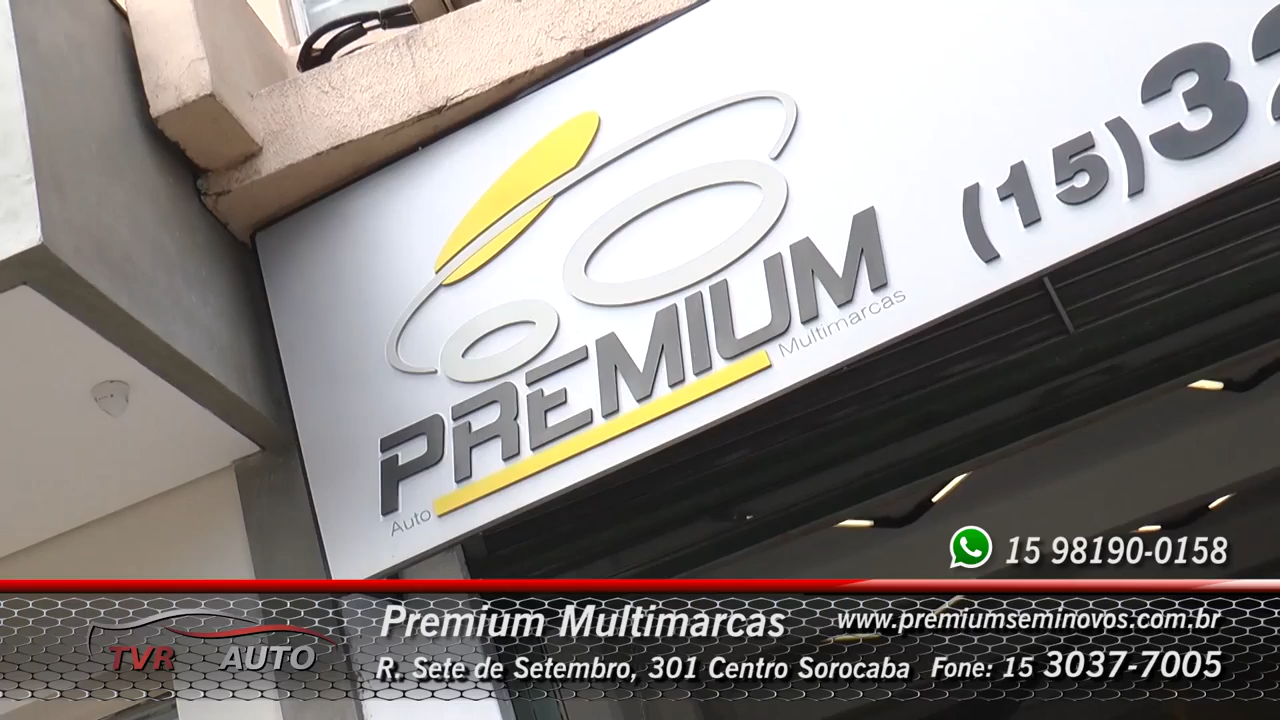 (15)32
PREMIUM
Auto
Multimarcas
15 98190-0158
Premium Multimarcas
www.premiumseminovos.com.br
TVR AUTO
R. Sete de Setembro, 301 Centro Sorocaba
Fone: 15 3037-7005